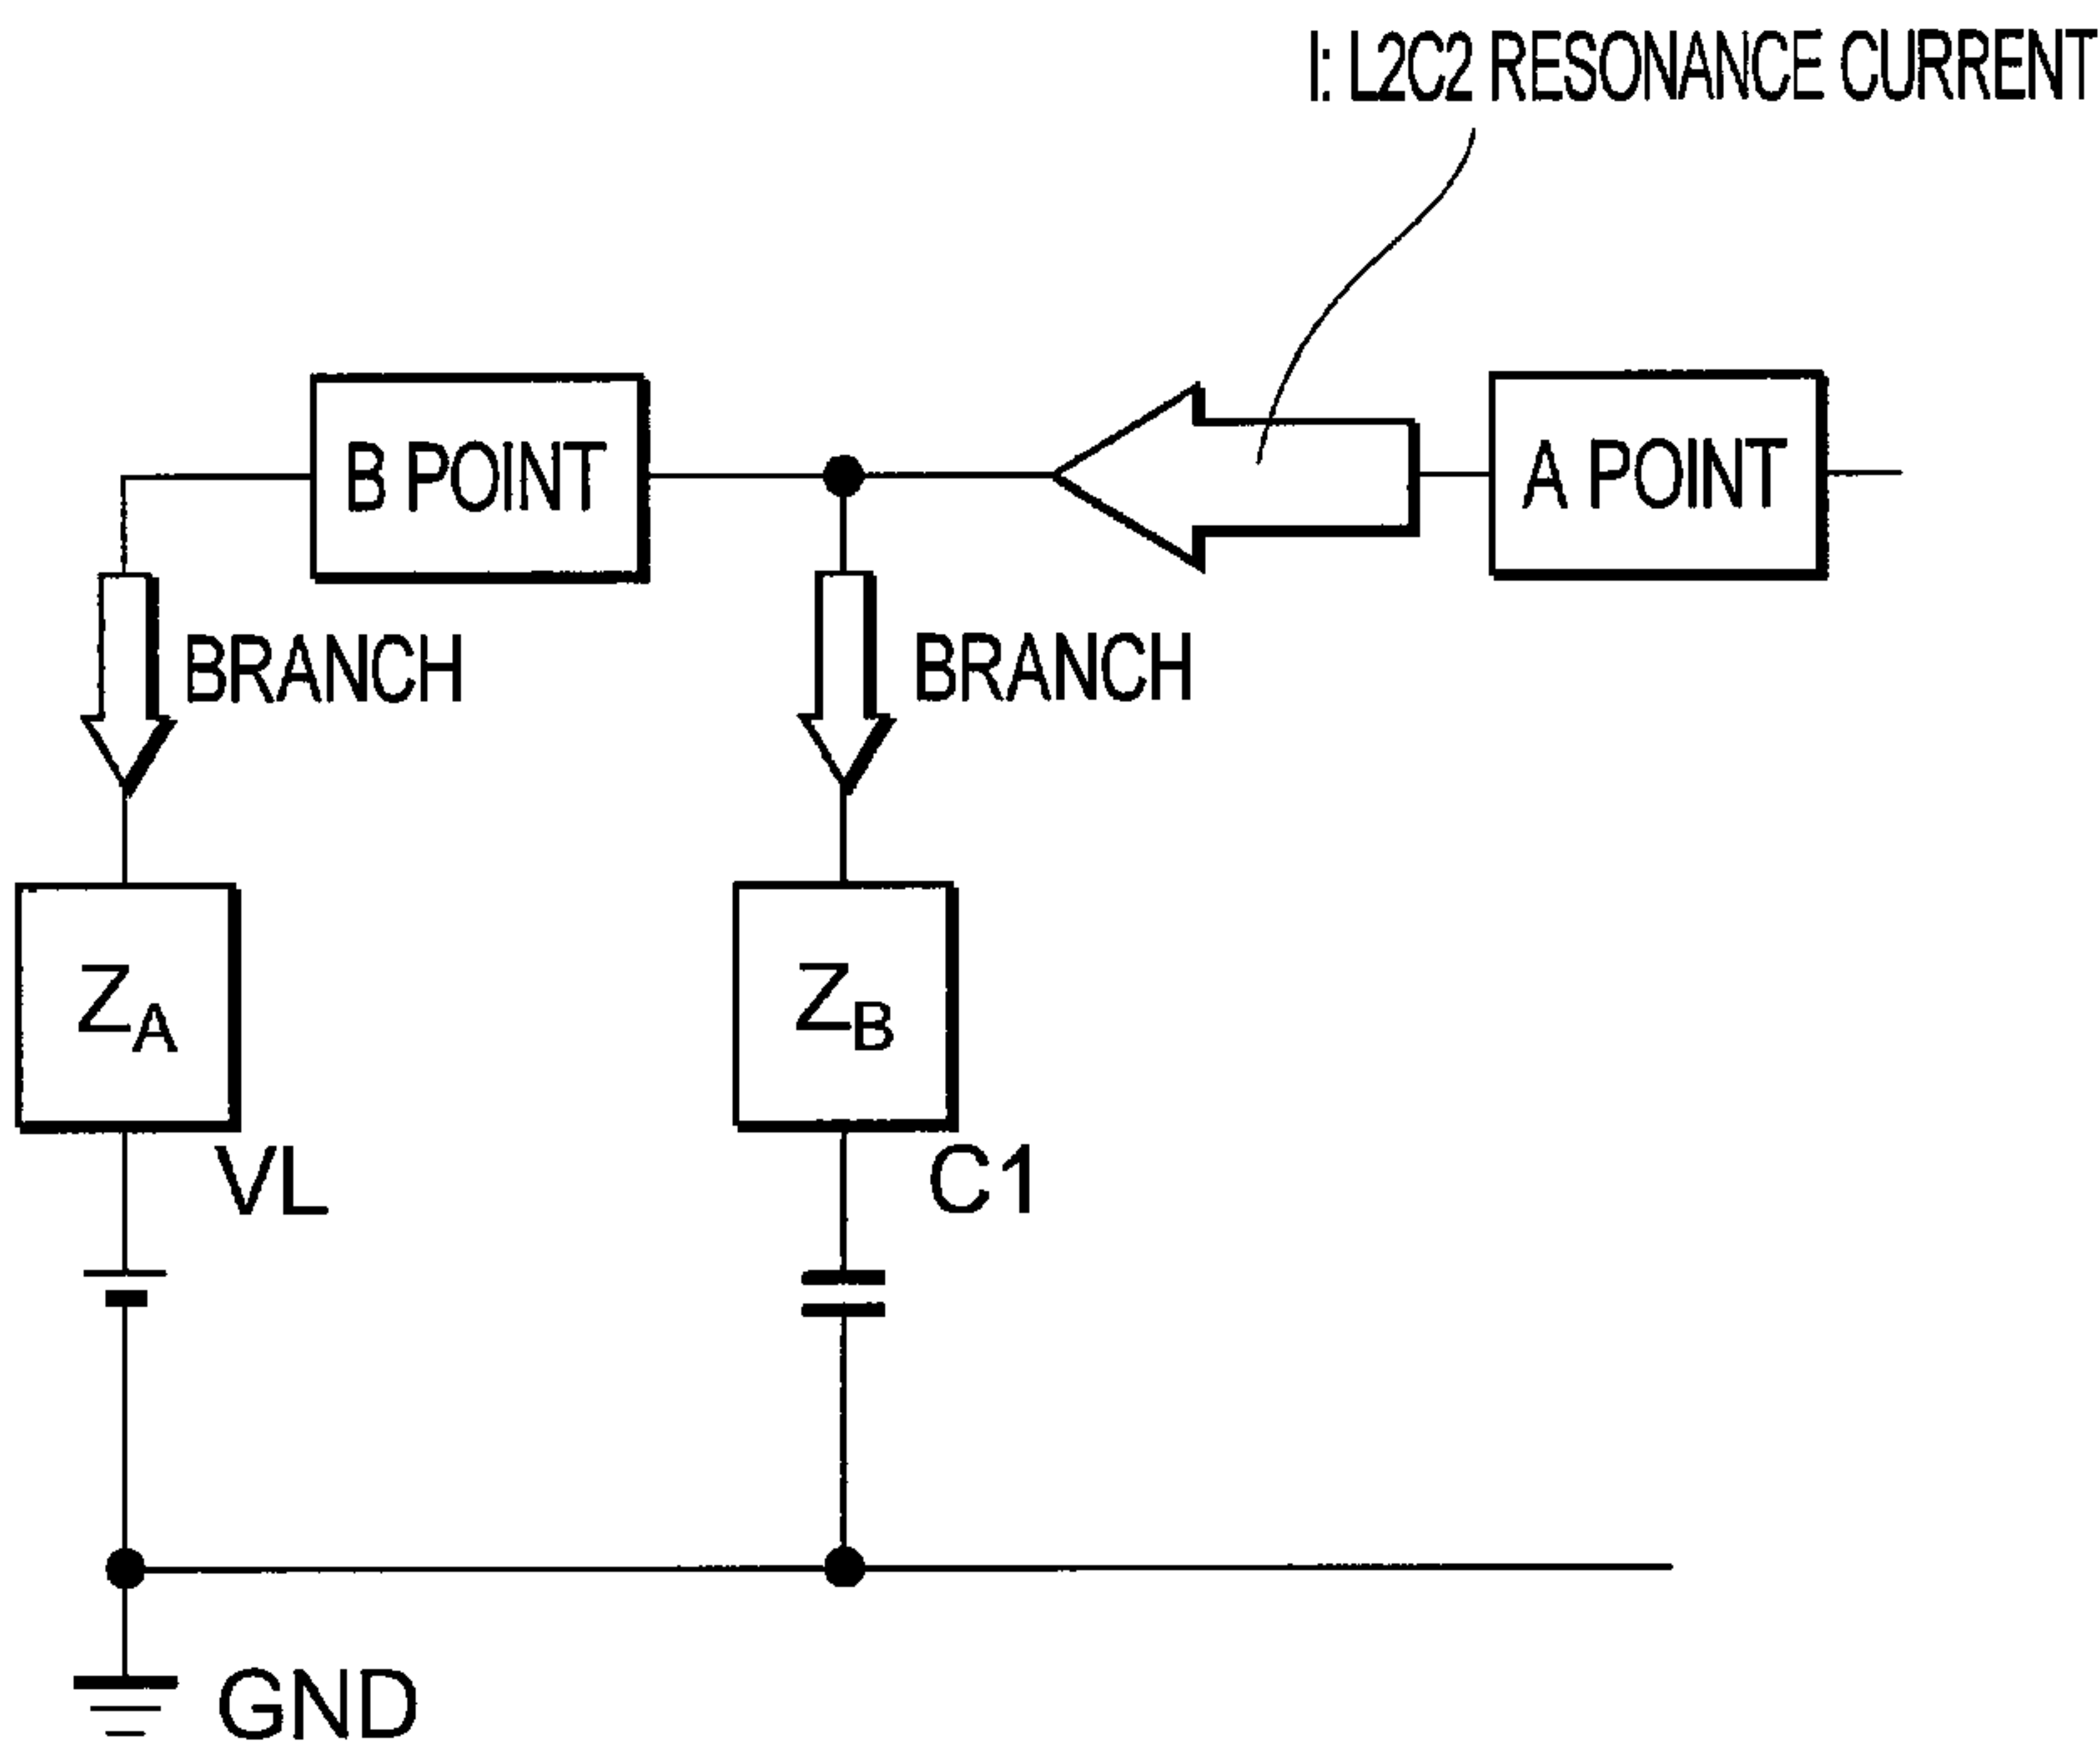 I: L2C2 RESONANCE CURRENT
B POINT
A POINT
BRANCH
BRANCH
ZA
ZB
VL
C1
GND